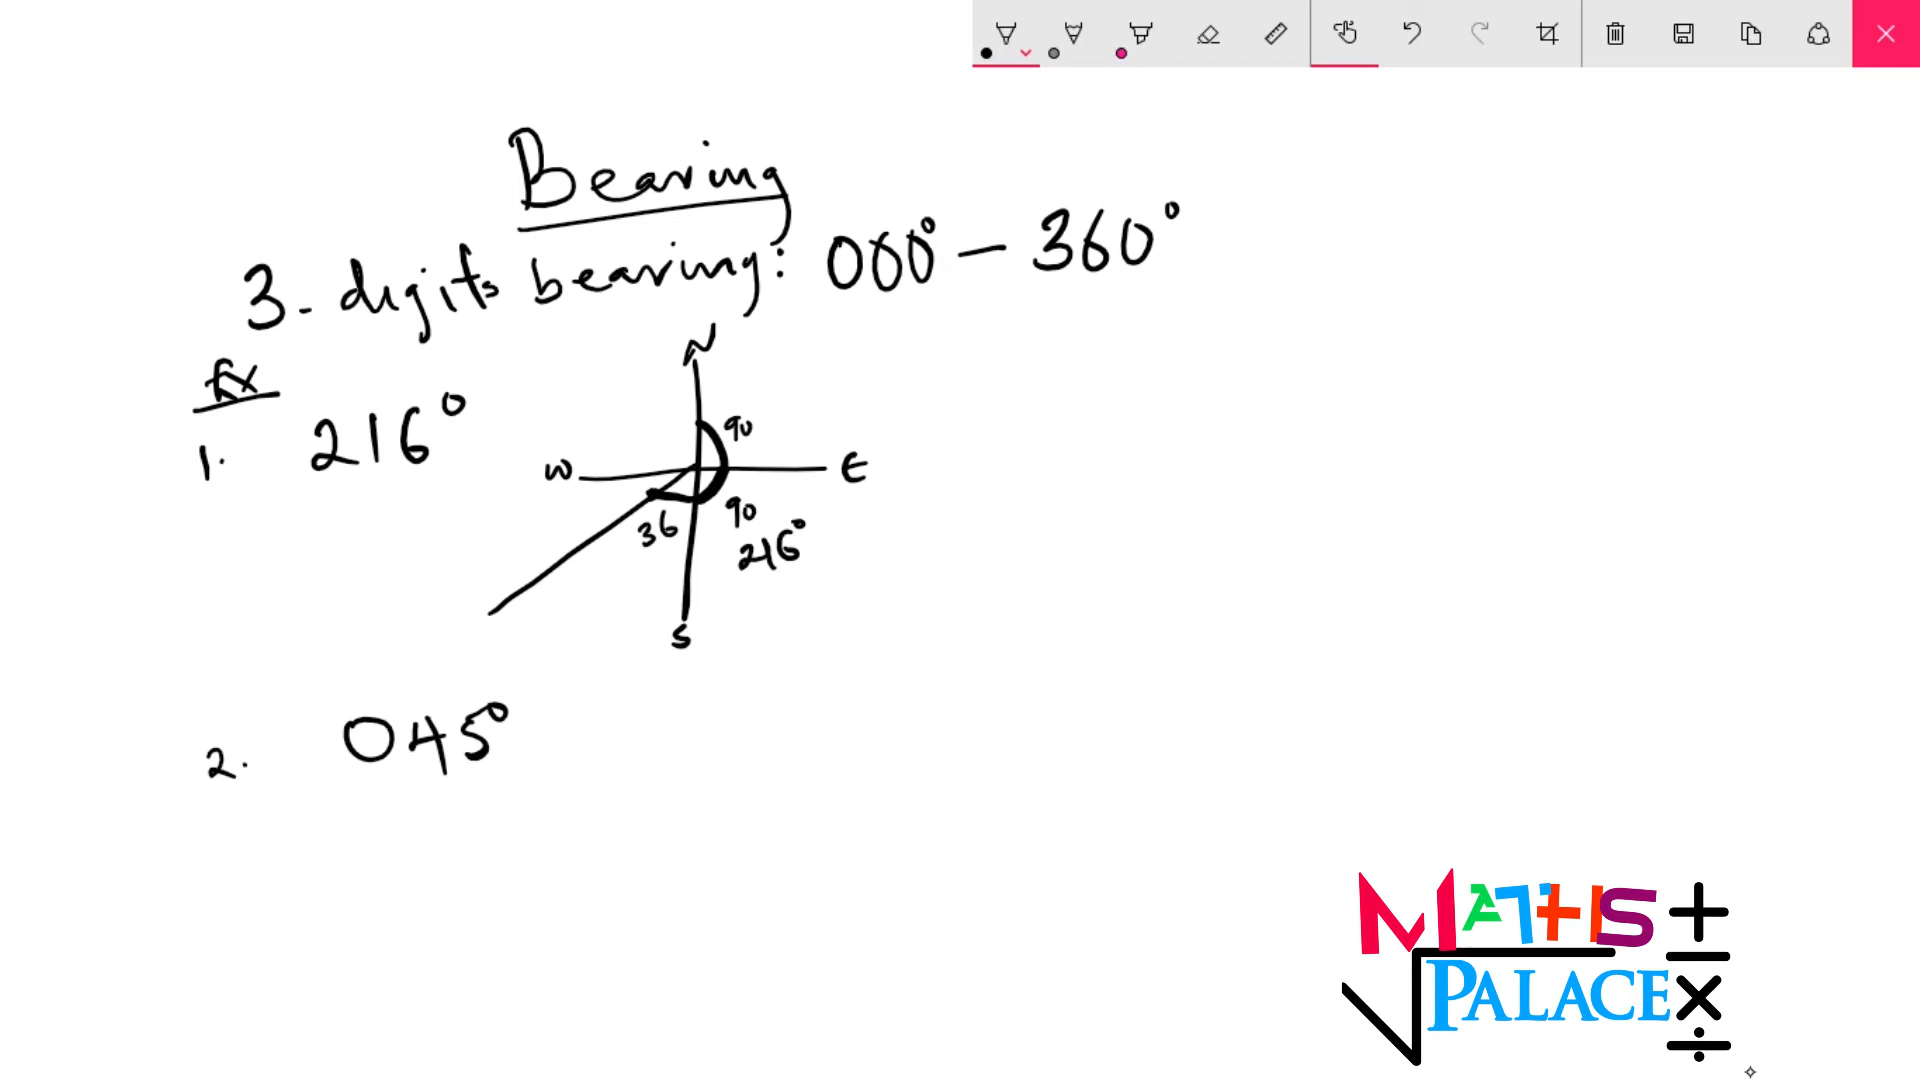 Bearing
3-digits bearing: 000° – 360°
Ex
1. 216°
N
90
W
E
36
90
216°
S
2. 045°
MATHS
PALACE
+
–
×
÷